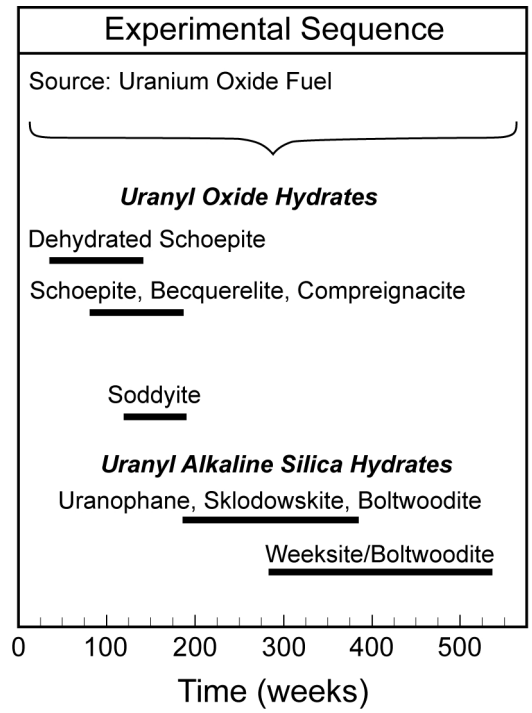 Experimental Sequence
Source: Uranium Oxide Fuel
Uranyl Oxide Hydrates
Dehydrated Schoepite
Schoepite, Becquerelite, Compreignacite
Soddyite
Uranyl Alkaline Silica Hydrates
Uranophane, Sklodowskite, Boltwoodite
Weeksite/Boltwoodite
0 100 200 300 400 500
Time (weeks)